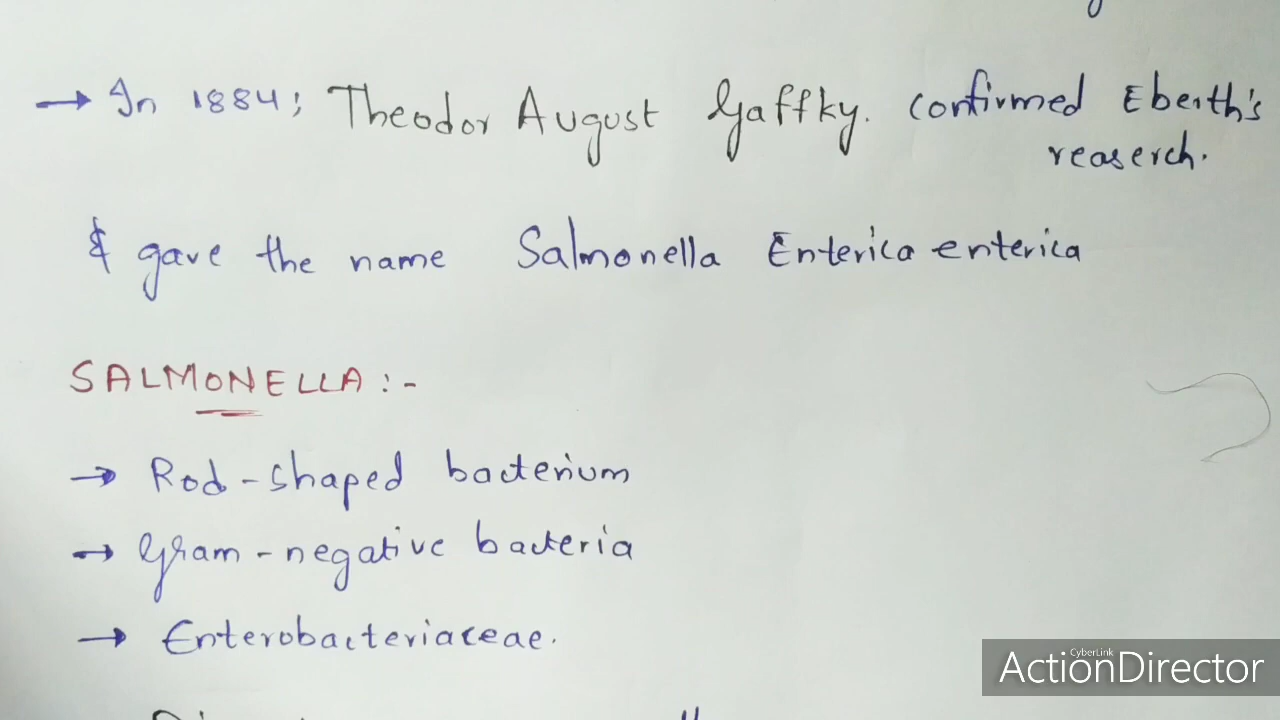 → In 1884; Theodor August Gaffky. confirmed Eberth's
reaserch.
& gave the name Salmonella Enterica enterica
SALMONELLA :-
→ Rod-shaped bacterium
→ Gram-negative bacteria
→ Enterobacteriaceae.
CyberLink
ActionDirector